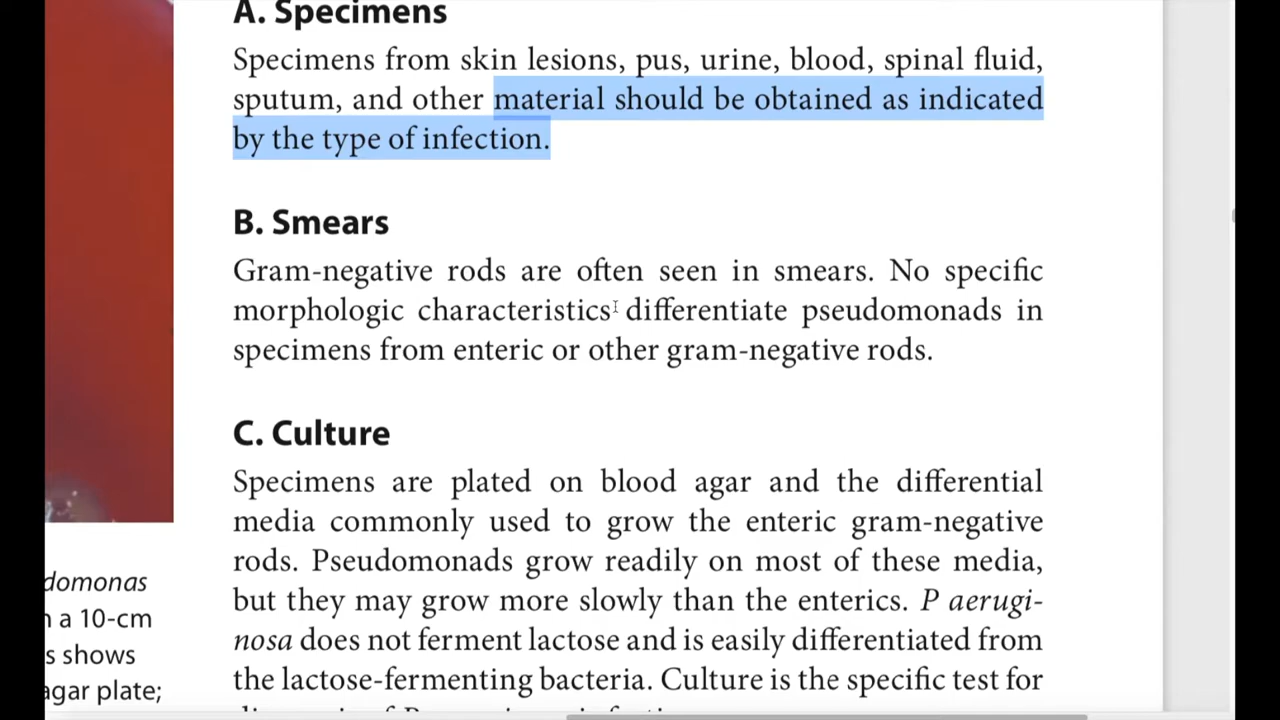 A. Specimens
Specimens from skin lesions, pus, urine, blood, spinal fluid,
sputum, and other material should be obtained as indicated
by the type of infection.
B. Smears
Gram-negative rods are often seen in smears. No specific
morphologic characteristics differentiate pseudomonads in
specimens from enteric or other gram-negative rods.
C. Culture
Specimens are plated on blood agar and the differential
media commonly used to grow the enteric gram-negative
rods. Pseudomonads grow readily on most of these media,
but they may grow more slowly than the enterics. P aerugi-
nosa does not ferment lactose and is easily differentiated from
the lactose-fermenting bacteria. Culture is the specific test for
domonas
a 10-cm
s shows
agar plate;